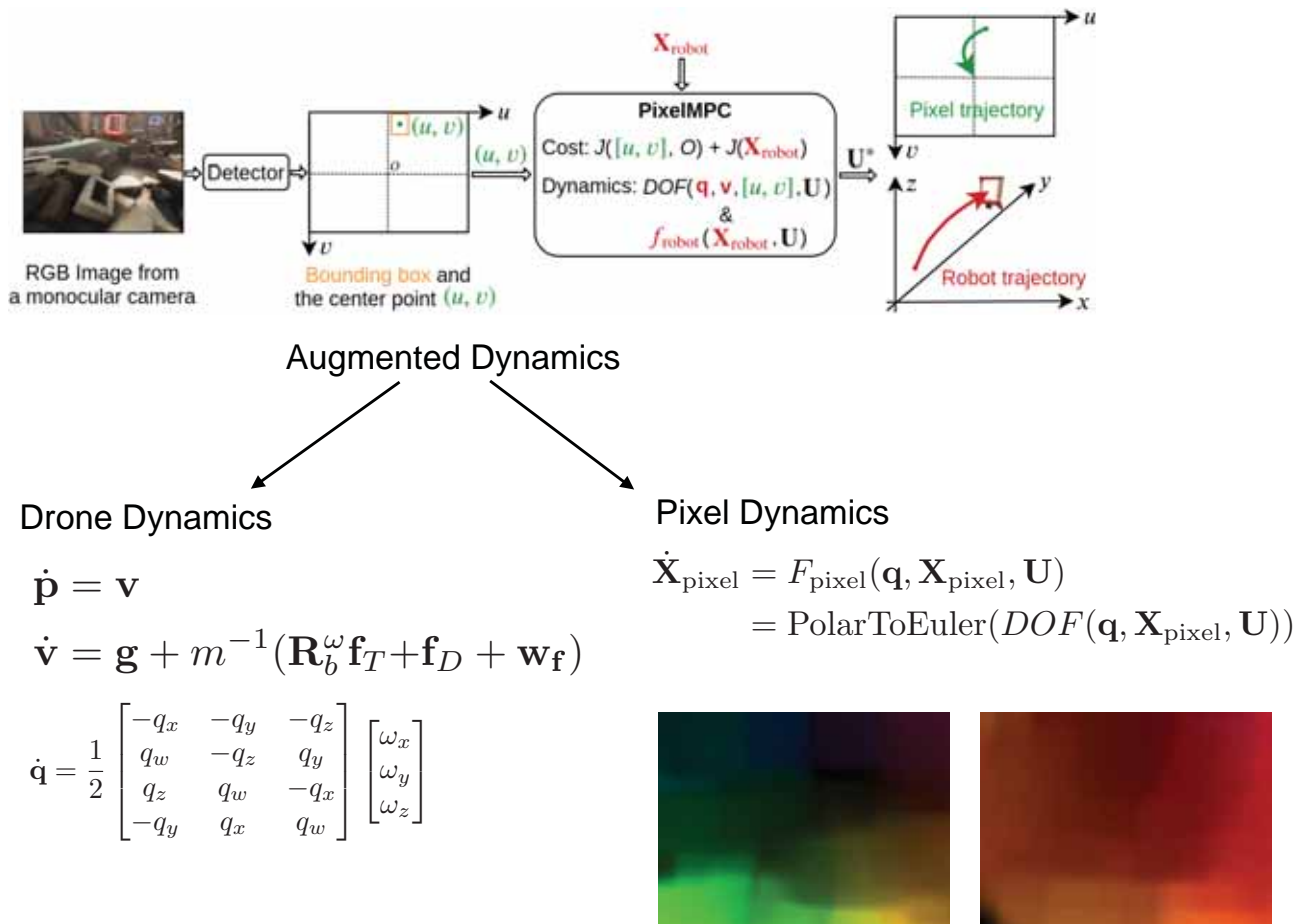 RGB Image from
a monocular camera
Detector
u
(u, v)
o
v
Bounding box and
the center point (u, v)
(u, v)
X_robot
PixelMPC
Cost: J([u, v], O) + J(X_robot)
Dynamics: DOF(q, v, [u, v], U)
&
f_robot(X_robot, U)
U*
u
Pixel trajectory
v
z
y
Robot trajectory
x
Augmented Dynamics
Drone Dynamics
ṗ = v
v̇ = g + m⁻¹(R_b^ω f_T + f_D + w_f)
q̇ = 1/2 [−q_x −q_y −q_z; q_w −q_z q_y; q_z q_w −q_x; −q_y q_x q_w] [ω_x; ω_y; ω_z]
Pixel Dynamics
Ẋ_pixel = F_pixel(q, X_pixel, U)
= PolarToEuler(DOF(q, X_pixel, U))